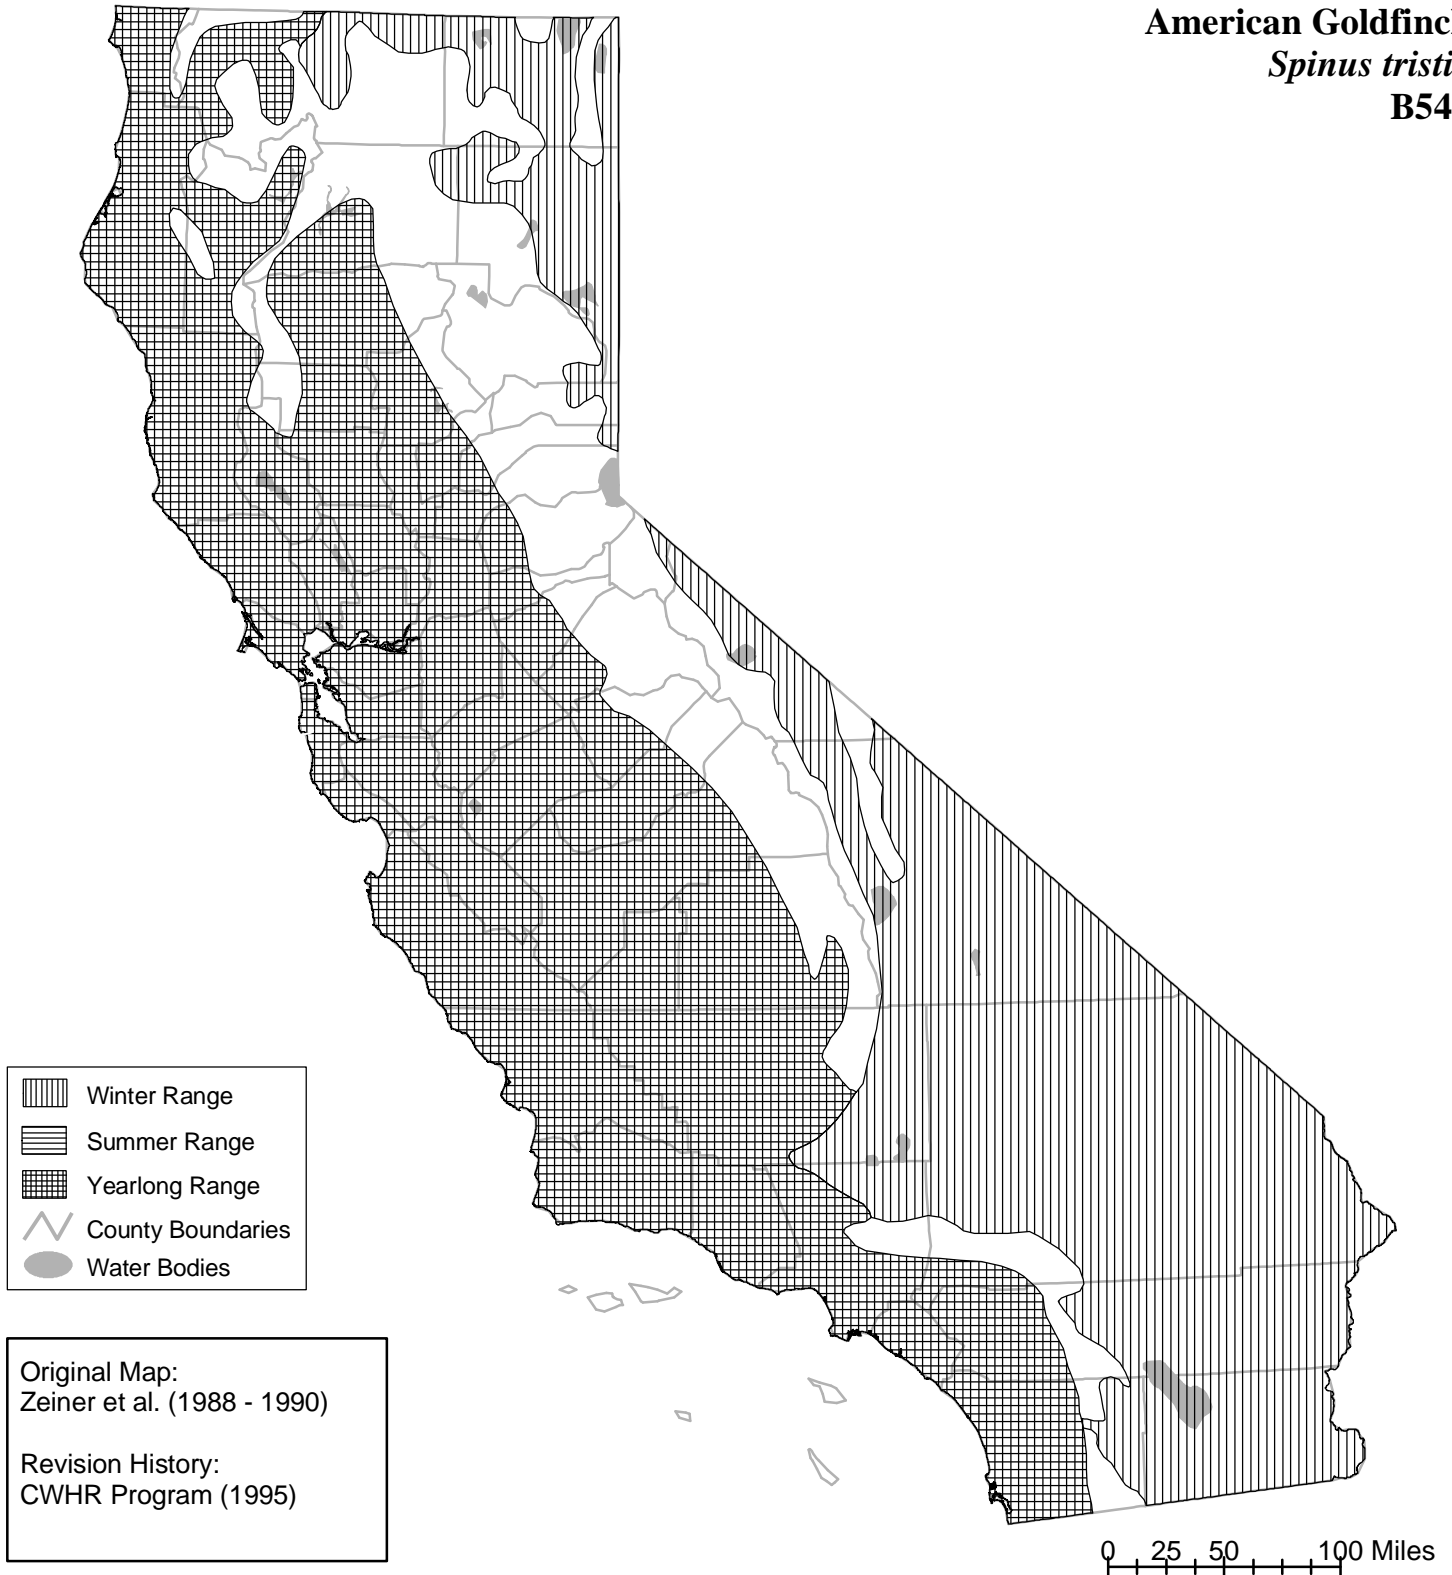 American Goldfinc
Spinus tristi
B54
Winter Range
Summer Range
Yearlong Range
County Boundaries
Water Bodies
Original Map:
Zeiner et al. (1988 - 1990)
Revision History:
CWHR Program (1995)
0 25 50 100 Miles